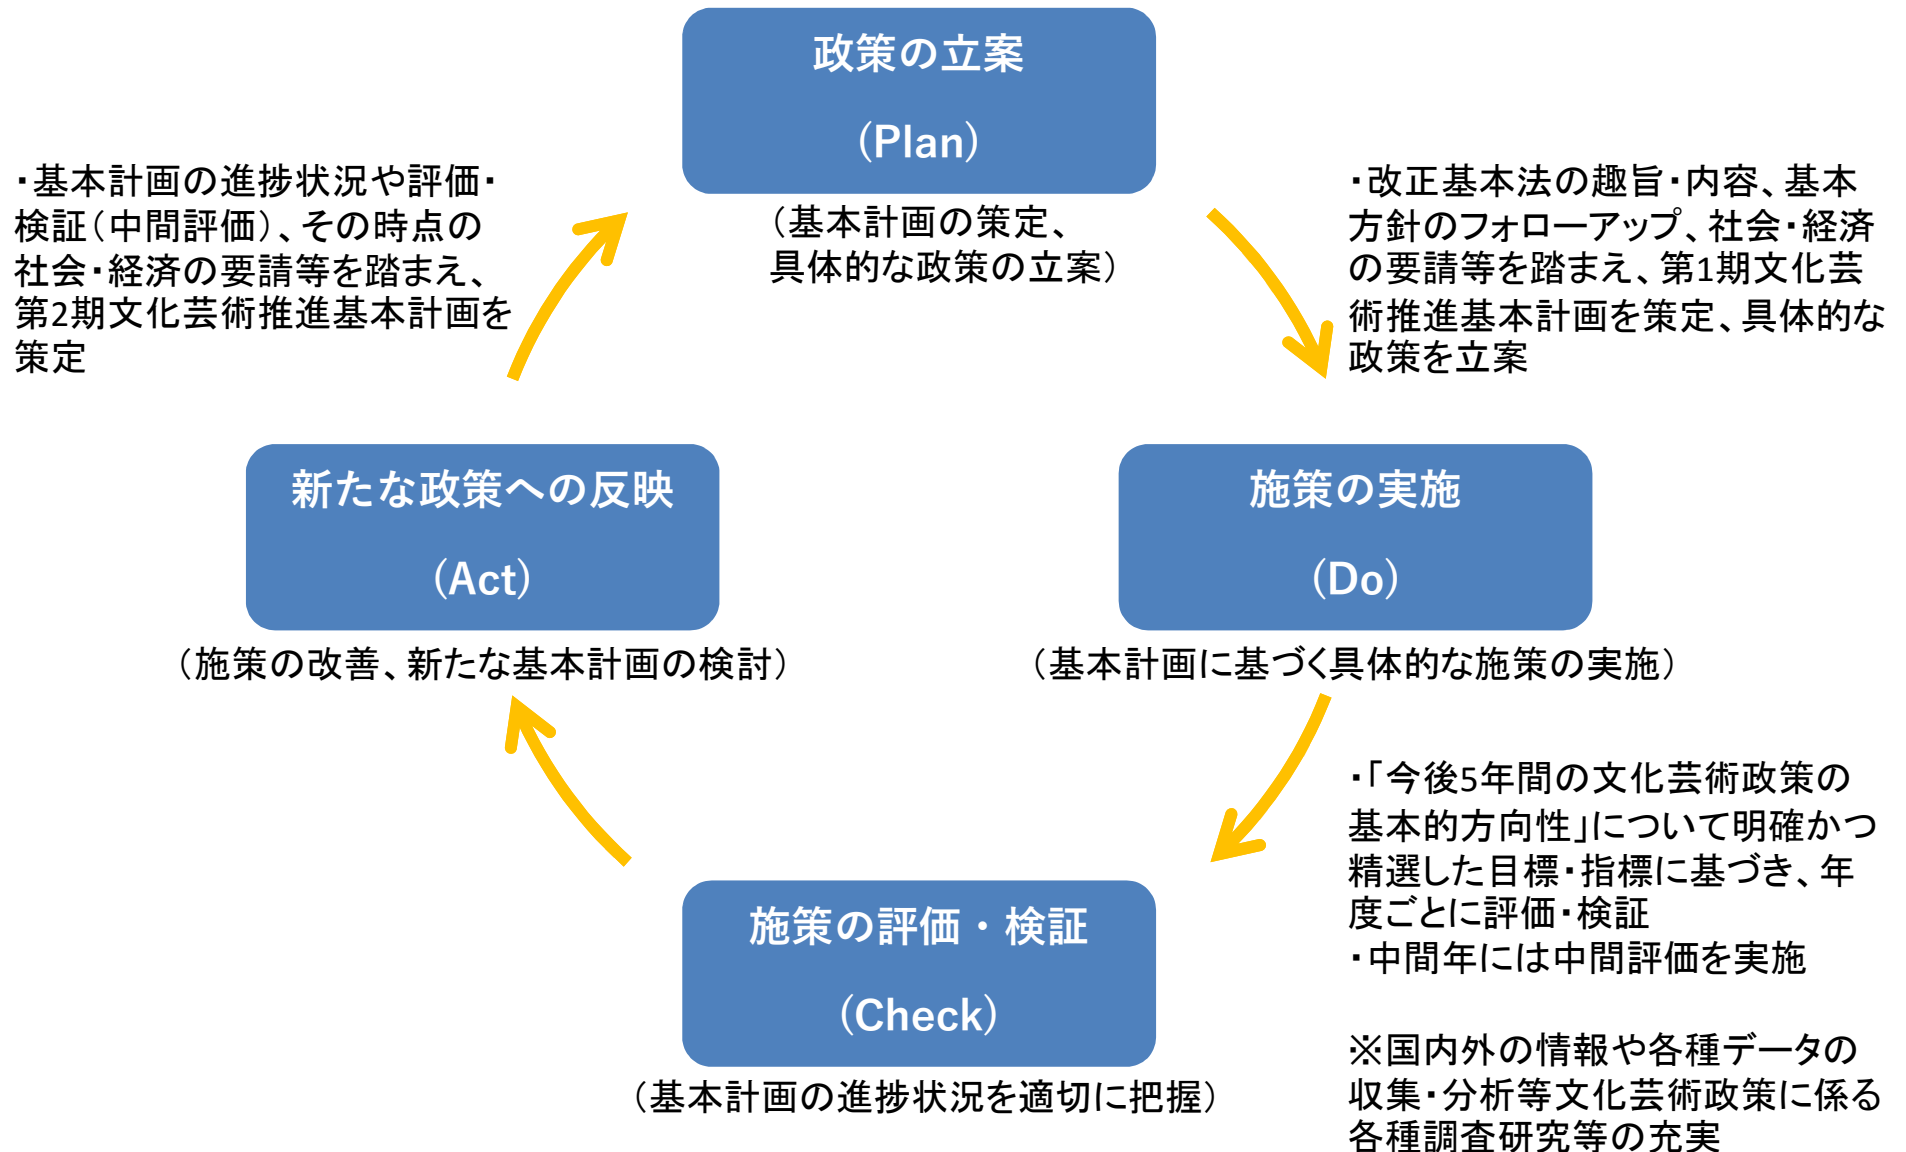 政策の立案
(Plan)
（基本計画の策定、
具体的な政策の立案）
・改正基本法の趣旨・内容、基本
方針のフォローアップ、社会・経済
の要請等を踏まえ、第1期文化芸
術推進基本計画を策定、具体的な
政策を立案
施策の実施
(Do)
（基本計画に基づく具体的な施策の実施）
・「今後5年間の文化芸術政策の
基本的方向性」について明確かつ
精選した目標・指標に基づき、年
度ごとに評価・検証
・中間年には中間評価を実施
※国内外の情報や各種データの
収集・分析等文化芸術政策に係る
各種調査研究等の充実
施策の評価・検証
(Check)
（基本計画の進捗状況を適切に把握）
新たな政策への反映
(Act)
（施策の改善、新たな基本計画の検討）
・基本計画の進捗状況や評価・
検証（中間評価）、その時点の
社会・経済の要請等を踏まえ、
第2期文化芸術推進基本計画を
策定